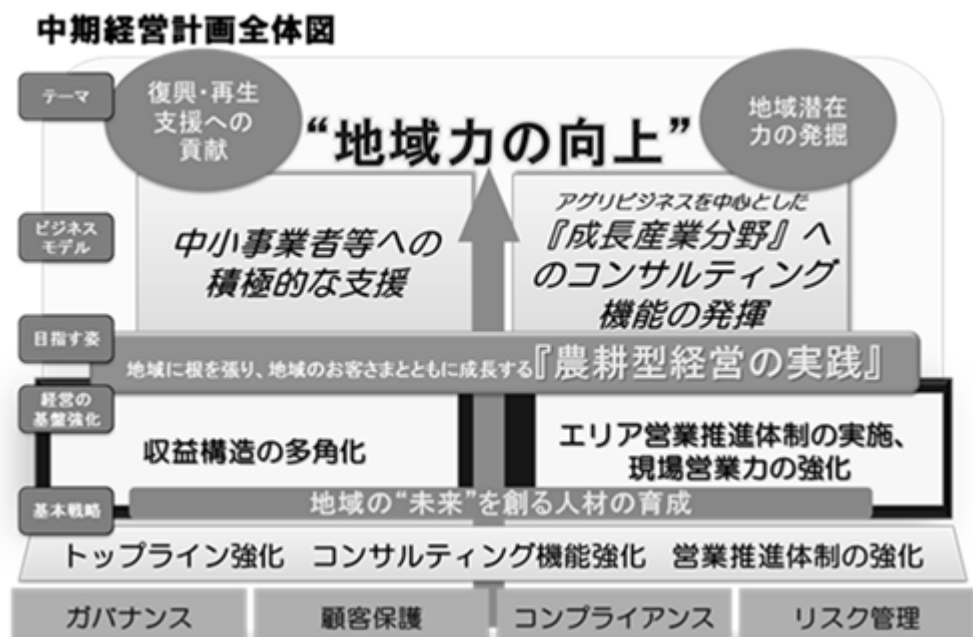 中期経営計画全体図
テーマ
復興・再生
支援への
貢献
“地域力の向上”
地域潜在
力の発掘
ビジネス
モデル
中小事業者等への
積極的な支援
アグリビジネスを中心とした
『成長産業分野』へ
のコンサルティング
機能の発揮
目指す姿
地域に根を張り、地域のお客さまとともに成長する『農耕型経営の実践』
経営の
基盤強化
収益構造の多角化
エリア営業推進体制の実施、
現場営業力の強化
基本戦略
地域の“未来”を創る人材の育成
トップライン強化 コンサルティング機能強化 営業推進体制の強化
ガバナンス 顧客保護 コンプライアンス リスク管理